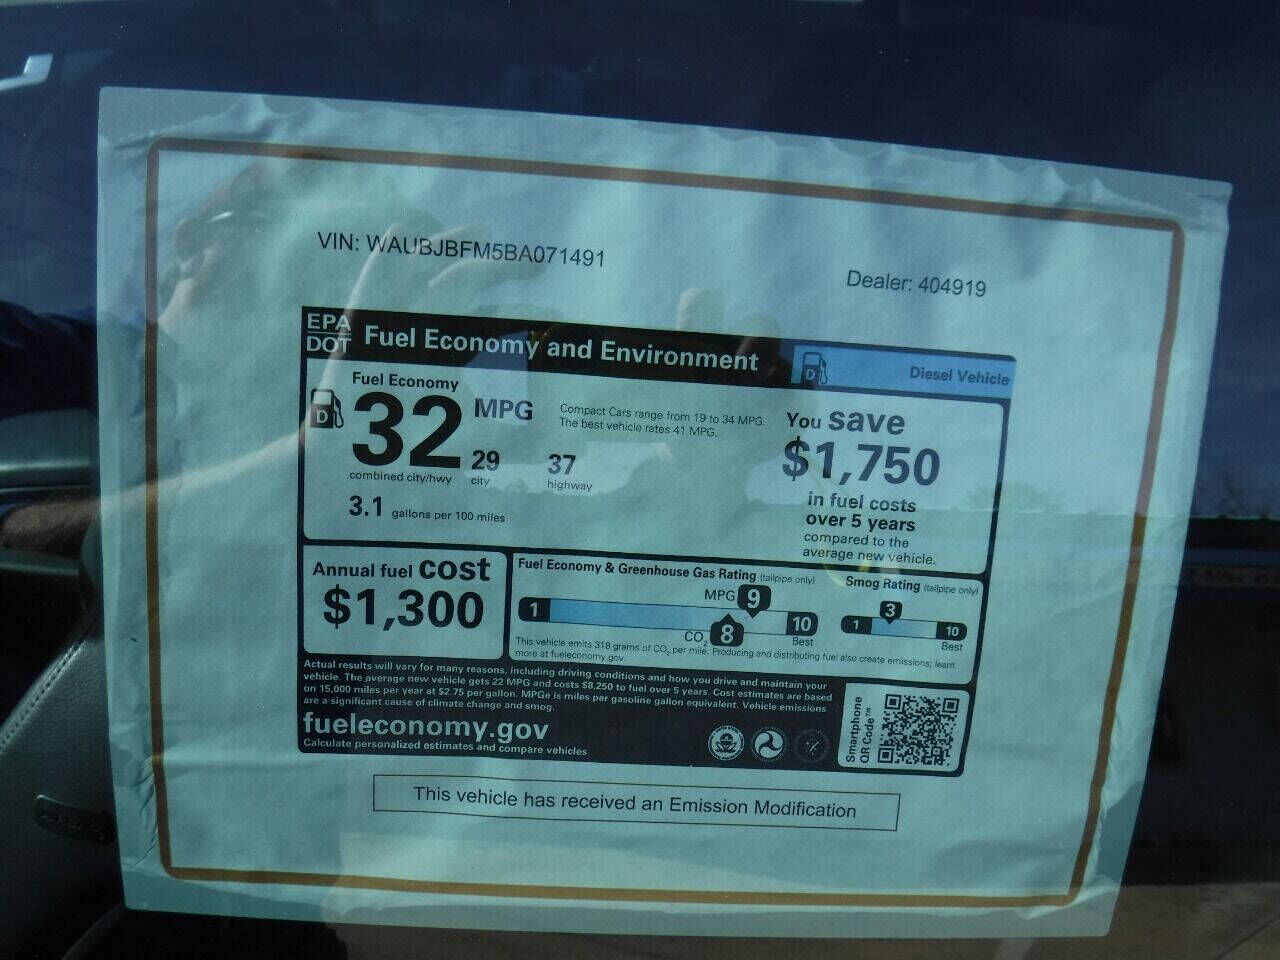 VIN: WAUBJBFM5BA071491
Dealer: 404919
EPA
DOT
Fuel Economy and Environment
D
Diesel Vehicle
Fuel Economy
D
32 MPG
combined city/hwy
29
city
37
highway
3.1 gallons per 100 miles
Compact Cars range from 19 to 34 MPG.
The best vehicle rates 41 MPG.
You save
$1,750
in fuel costs
over 5 years
compared to the
average new vehicle.
Annual fuel cost
$1,300
Fuel Economy & Greenhouse Gas Rating (tailpipe only)
MPG 9
1
10
Best
CO2 8
Smog Rating (tailpipe only)
3
1
10
Best
This vehicle emits 318 grams of CO2 per mile. Producing and distributing fuel also create emissions; learn
more at fueleconomy.gov.
Actual results will vary for many reasons, including driving conditions and how you drive and maintain your
vehicle. The average new vehicle gets 22 MPG and costs $8,250 to fuel over 5 years. Cost estimates are based
on 15,000 miles per year at $2.75 per gallon. MPGe is miles per gasoline gallon equivalent. Vehicle emissions
are a significant cause of climate change and smog.
fueleconomy.gov
Calculate personalized estimates and compare vehicles
Smartphone
QR Code™
This vehicle has received an Emission Modification